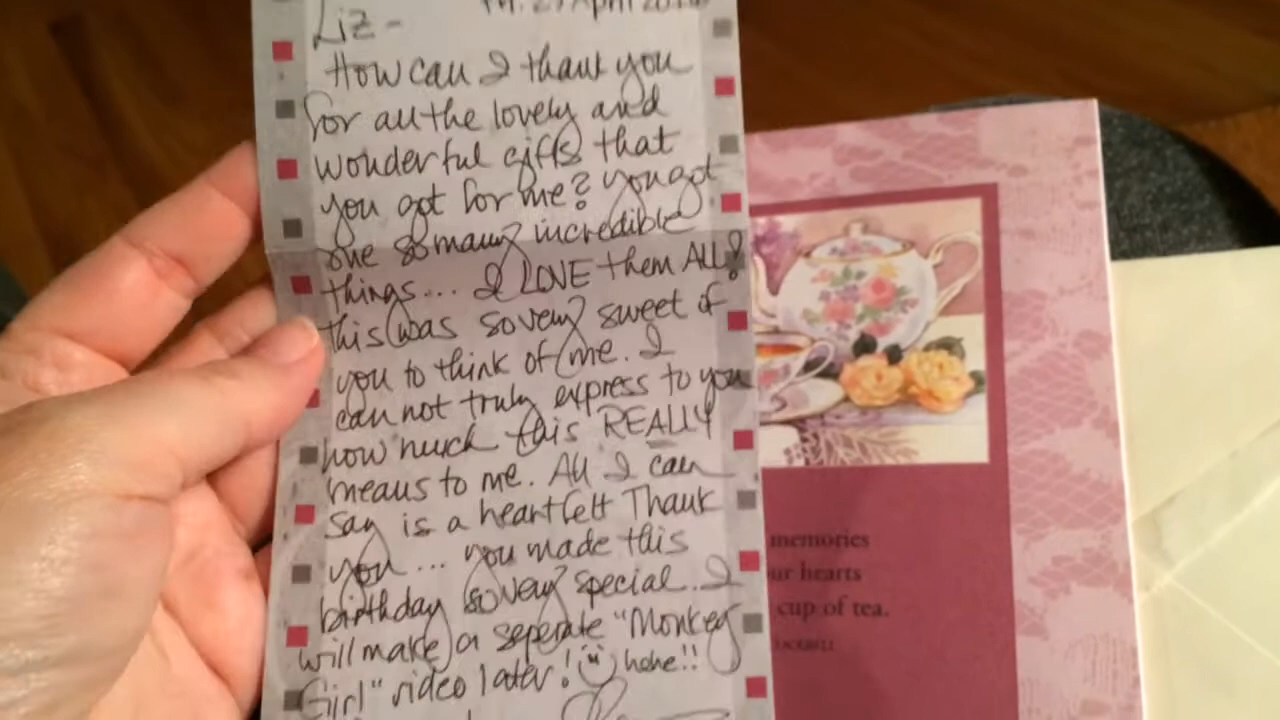 Liz -
How can I thank you
for all the lovely and
wonderful gifts that
you got for me? you got
me so many incredible
things... I LOVE them ALL!
this was so very sweet of
you to think of me. I
can not truly express to you
how much this REALLY
means to me. All I can
say is a heartfelt Thank
you... you made this
birthday so very special. I
will make a seperate "Monkey
Girl" video later! hehe!!
memories
hearts
cup of tea.